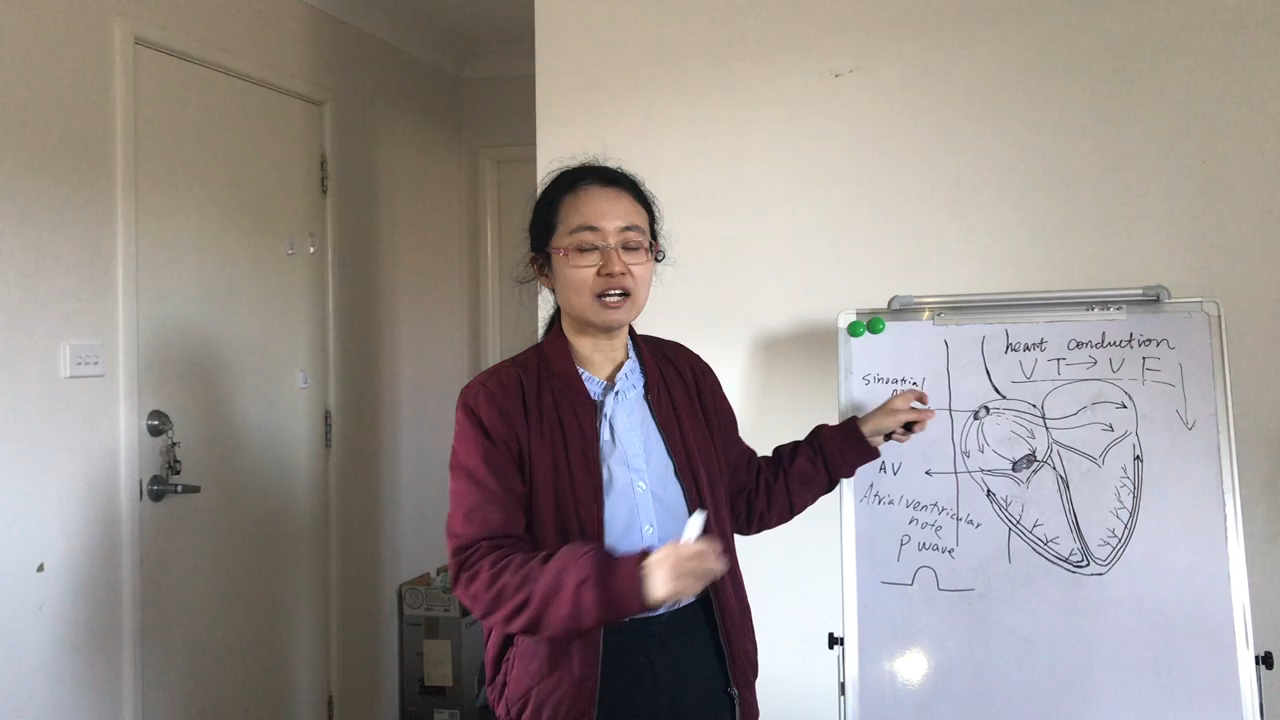 heart conduction
VT→VF ↓
sinoatrial
AV
Atrial ventricular
note
P wave